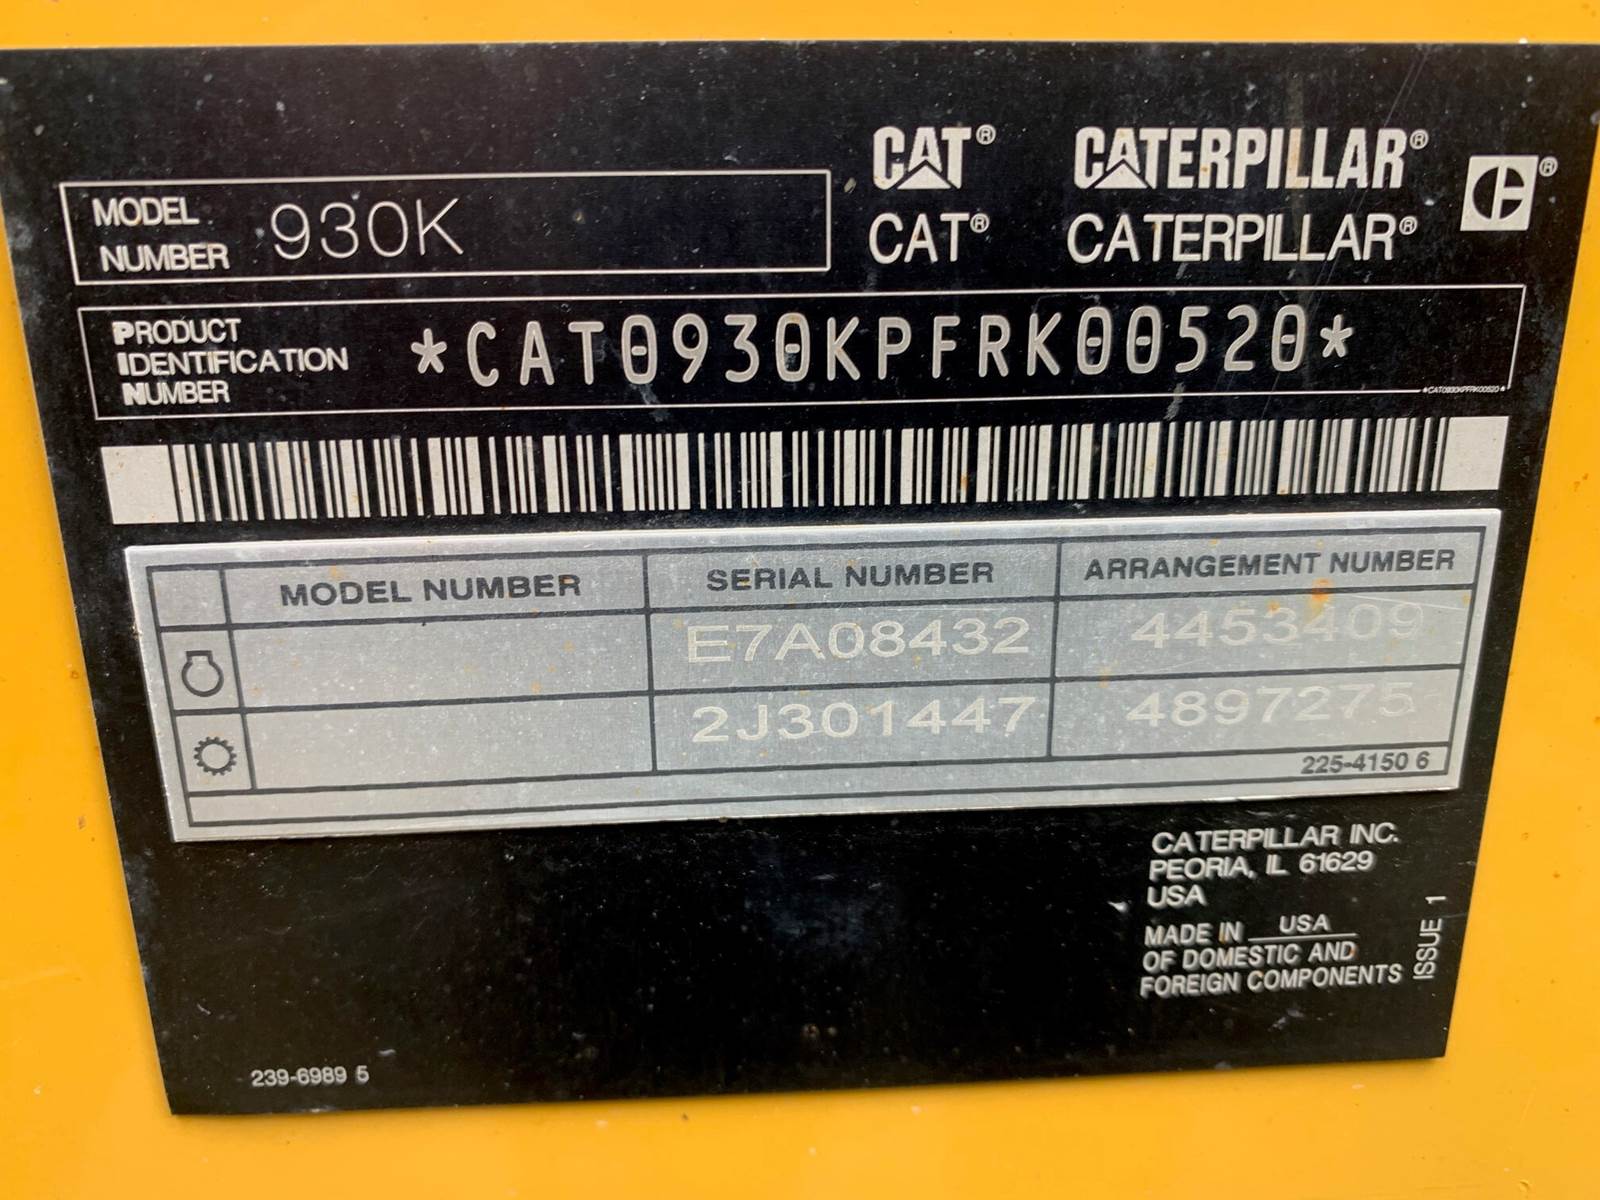 CAT® CATERPILLAR®
CAT® CATERPILLAR®
MODEL NUMBER 930K
PRODUCT IDENTIFICATION NUMBER *CAT0930KPFRK00520*
*CAT0930KPFRK00520*
MODEL NUMBER SERIAL NUMBER ARRANGEMENT NUMBER
E7A08432 4453409
2J301447 4897275
225-4150 6
CATERPILLAR INC.
PEORIA, IL 61629
USA
MADE IN USA
OF DOMESTIC AND
FOREIGN COMPONENTS
ISSUE 1
239-6989 5